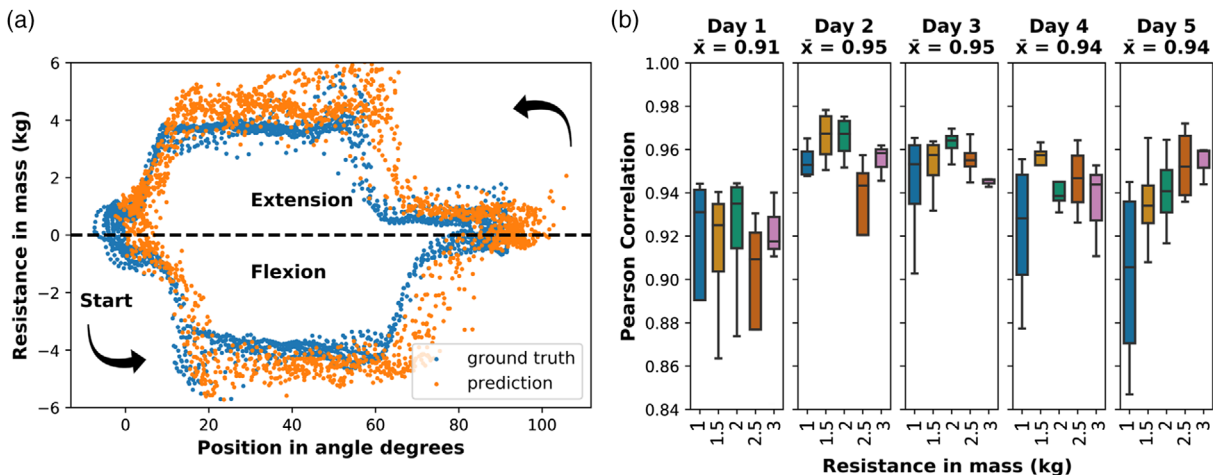 (a)
Resistance in mass (kg)
6
4
2
0
−2
−4
−6
Extension
Flexion
Start
ground truth
prediction
0
20
40
60
80
100
Position in angle degrees
(b)
Day 1
x̄ = 0.91
Day 2
x̄ = 0.95
Day 3
x̄ = 0.95
Day 4
x̄ = 0.94
Day 5
x̄ = 0.94
Pearson Correlation
1.00
0.98
0.96
0.94
0.92
0.90
0.88
0.86
0.84
1
1.5
2
2.5
3
1
1.5
2
2.5
3
1
1.5
2
2.5
3
1
1.5
2
2.5
3
1
1.5
2
2.5
3
Resistance in mass (kg)